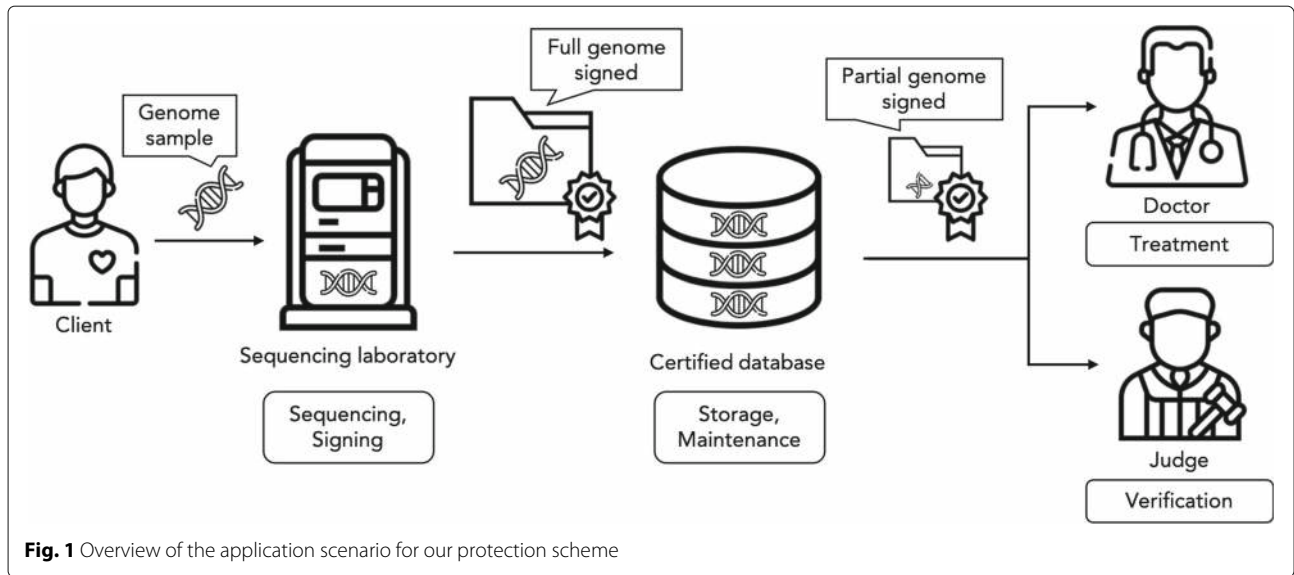 Genome
sample
Client
Full genome
signed
Sequencing laboratory
Sequencing,
Signing
Partial genome
signed
Certified database
Storage,
Maintenance
Doctor
Treatment
Judge
Verification
Fig. 1 Overview of the application scenario for our protection scheme